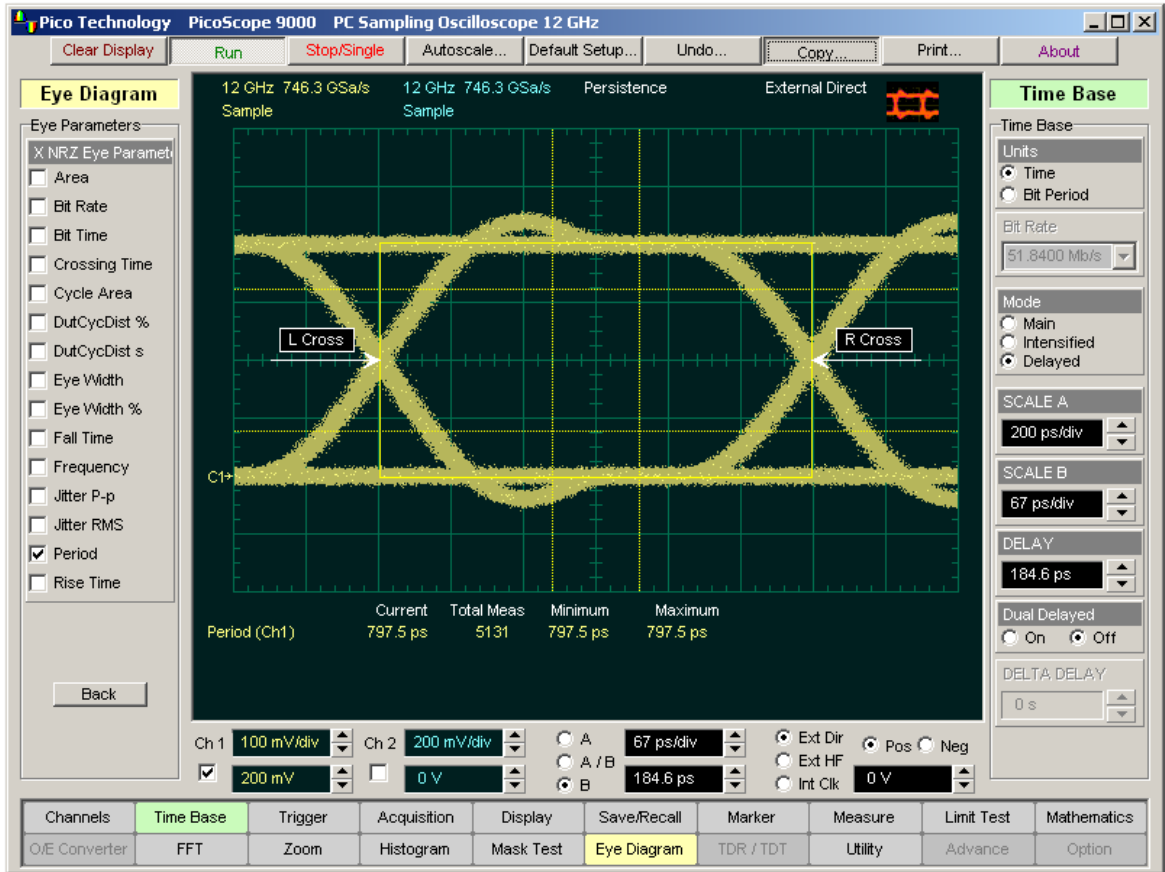 Pico Technology PicoScope 9000 PC Sampling Oscilloscope 12 GHz
Clear Display Run Stop/Single Autoscale... Default Setup... Undo... Copy... Print... About
Eye Diagram
Eye Parameters
X NRZ Eye Paramete
Area
Bit Rate
Bit Time
Crossing Time
Cycle Area
DutCycDist %
DutCycDist s
Eye Width
Eye Width %
Fall Time
Frequency
Jitter P-p
Jitter RMS
Period
Rise Time
Back
12 GHz 746.3 GSa/s 12 GHz 746.3 GSa/s Persistence External Direct
Sample Sample
L Cross R Cross
C1
Current Total Meas Minimum Maximum
Period (Ch1) 797.5 ps 5131 797.5 ps 797.5 ps
Time Base
Time Base
Units
Time
Bit Period
Bit Rate
51.8400 Mb/s
Mode
Main
Intensified
Delayed
SCALE A
200 ps/div
SCALE B
67 ps/div
DELAY
184.6 ps
Dual Delayed
On Off
DELTA DELAY
0 s
Ch 1 100 mV/div Ch 2 200 mV/div A 67 ps/div Ext Dir Pos Neg
A / B Ext HF
200 mV 0 V B 184.6 ps Int Clk 0 V
Channels Time Base Trigger Acquisition Display Save/Recall Marker Measure Limit Test Mathematics
O/E Converter FFT Zoom Histogram Mask Test Eye Diagram TDR / TDT Utility Advance Option